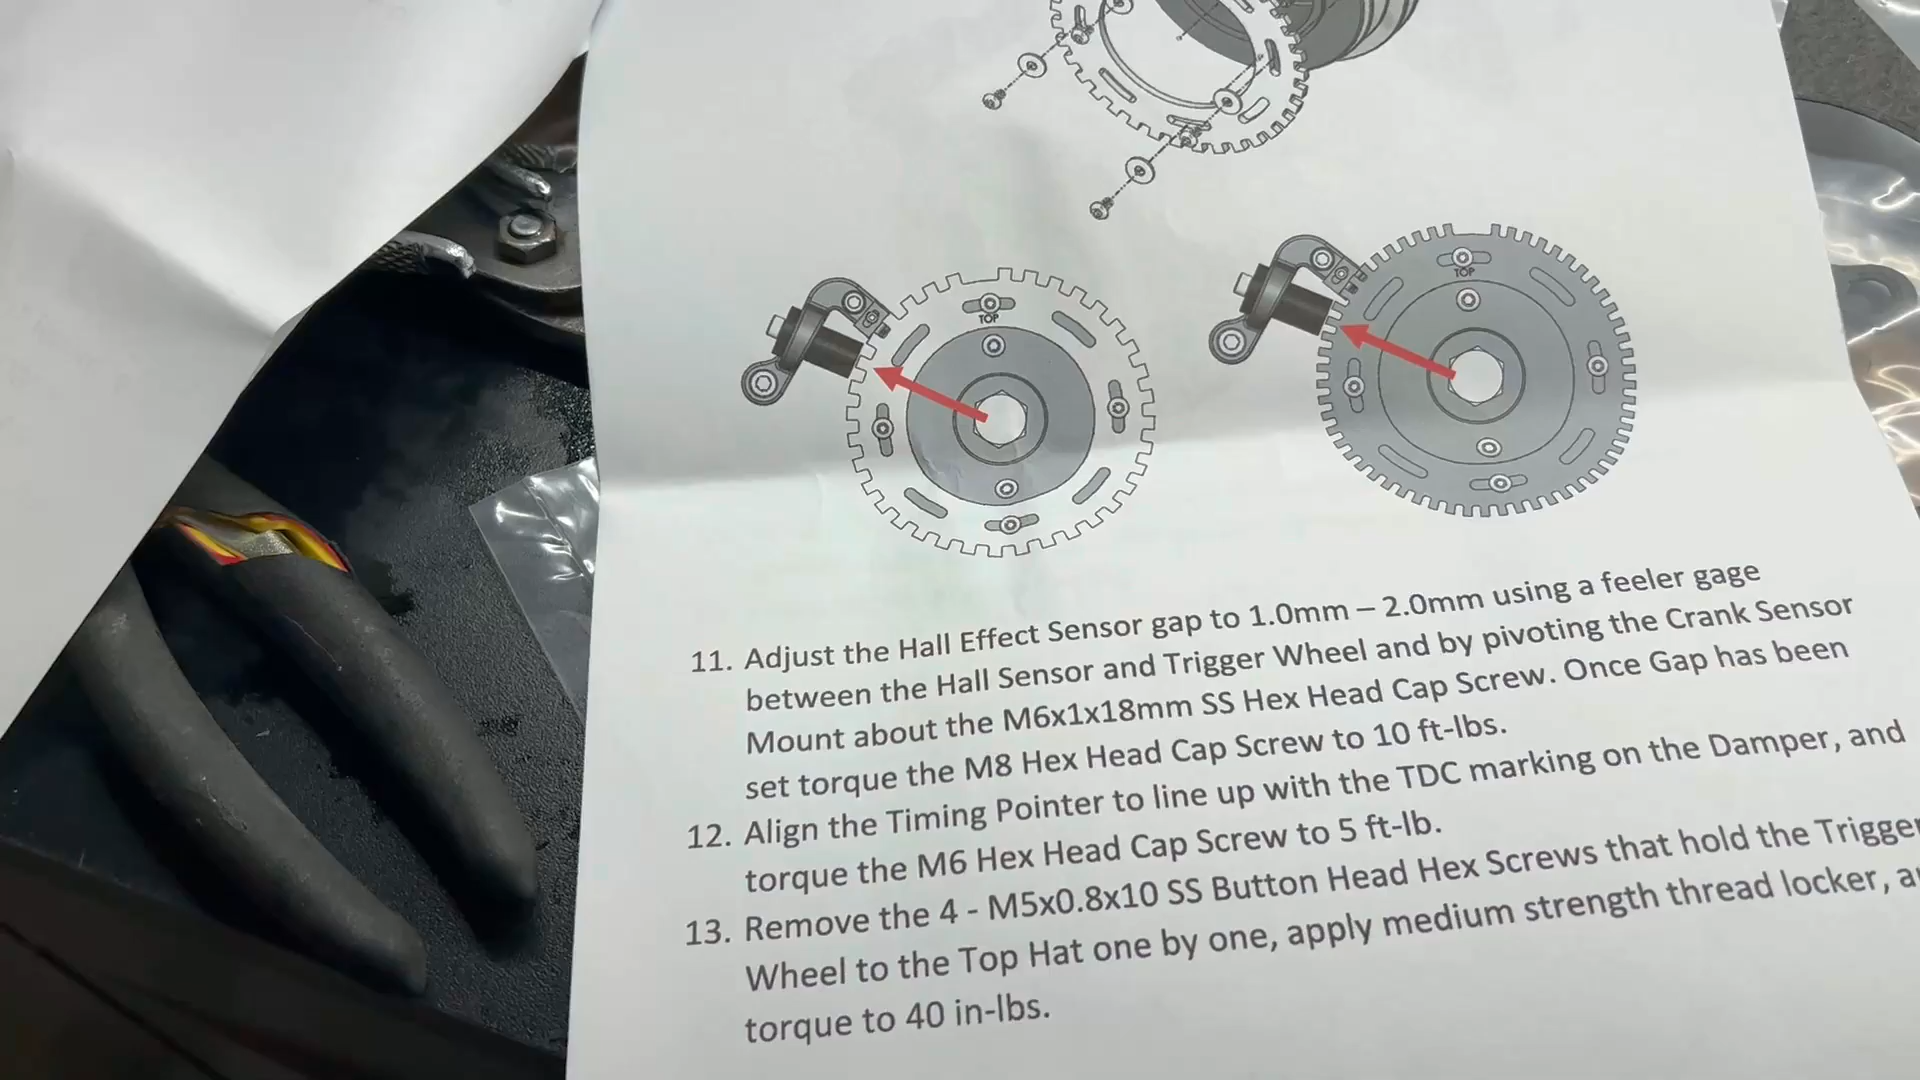 TOP
TOP
11. Adjust the Hall Effect Sensor gap to 1.0mm – 2.0mm using a feeler gage
between the Hall Sensor and Trigger Wheel and by pivoting the Crank Sensor
Mount about the M6x1x18mm SS Hex Head Cap Screw. Once Gap has been
set torque the M8 Hex Head Cap Screw to 10 ft-lbs.
12. Align the Timing Pointer to line up with the TDC marking on the Damper, and
torque the M6 Hex Head Cap Screw to 5 ft-lb.
13. Remove the 4 - M5x0.8x10 SS Button Head Hex Screws that hold the Trigger
Wheel to the Top Hat one by one, apply medium strength thread locker,
torque to 40 in-lbs.